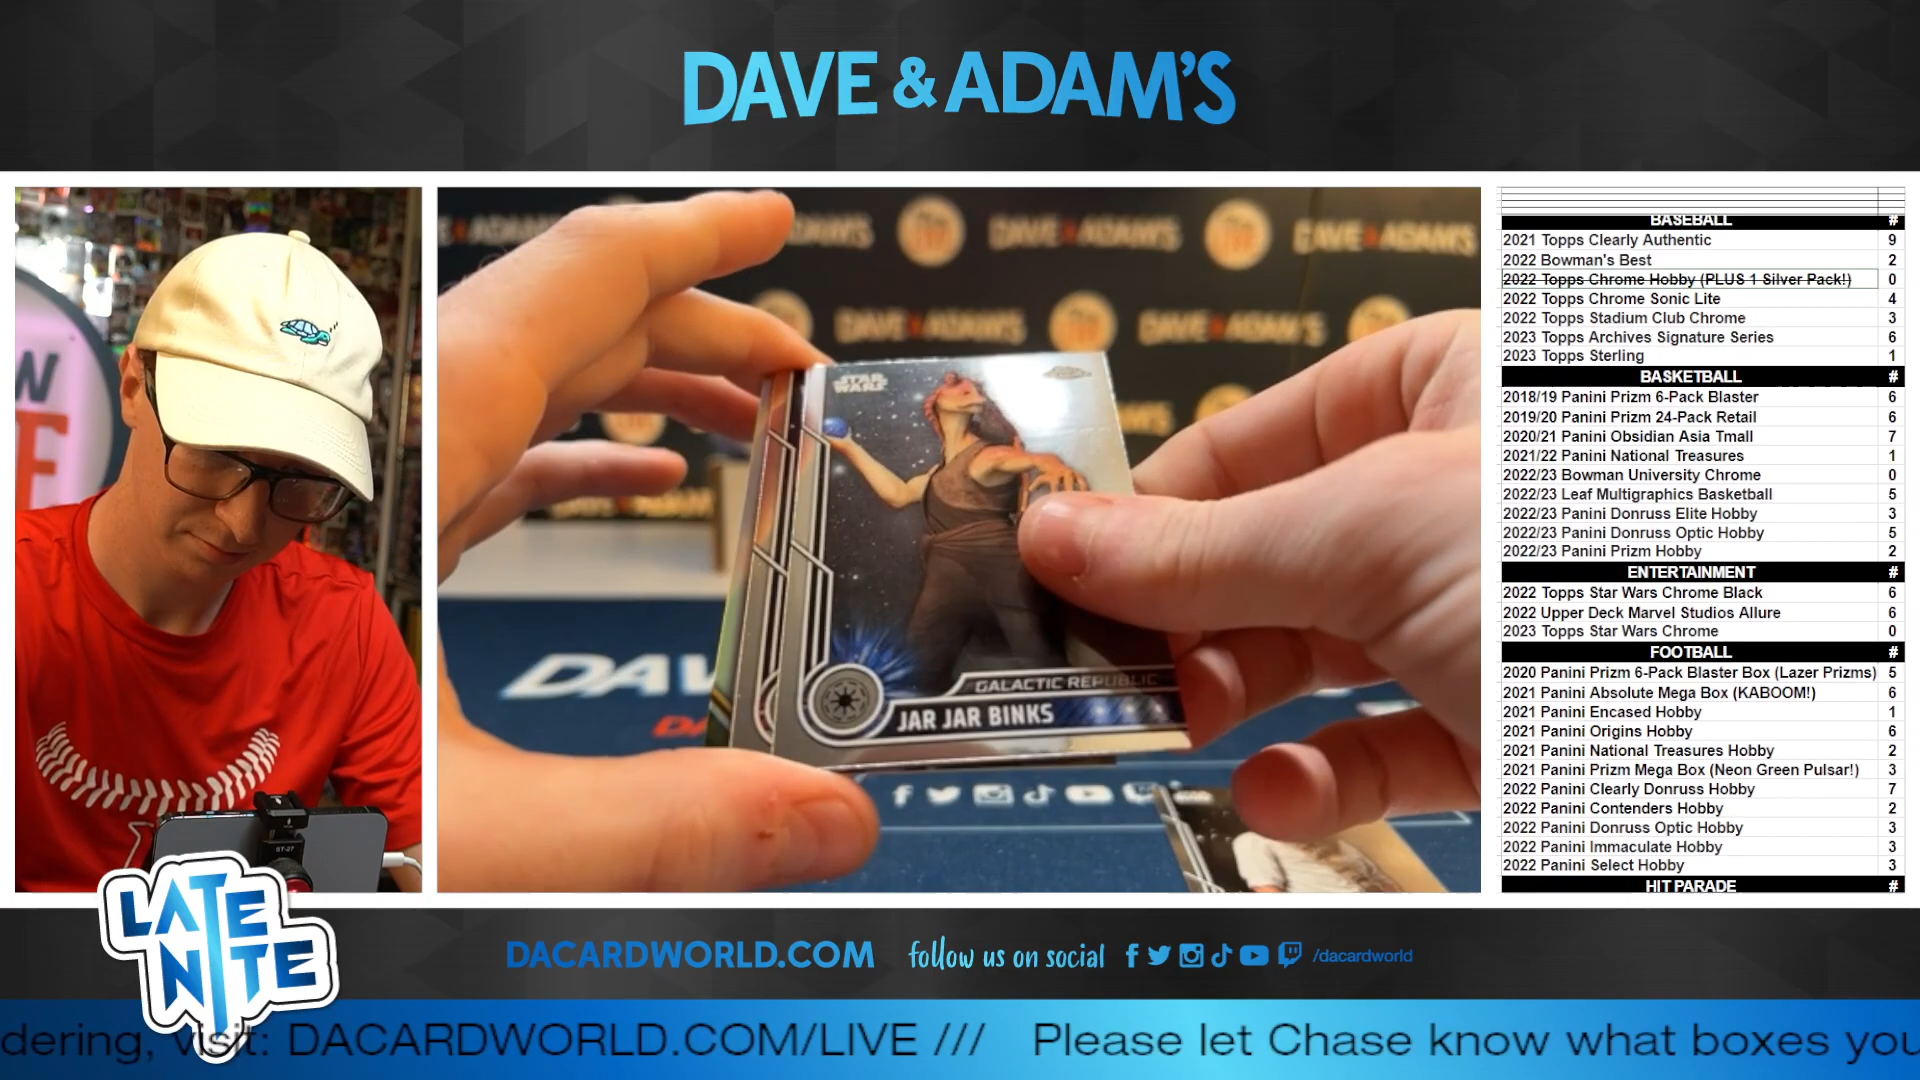 DAVE & ADAM'S
STAR WARS
GALACTIC REPUBLIC
JAR JAR BINKS
BASEBALL #
2021 Topps Clearly Authentic 9
2022 Bowman's Best 2
2022 Topps Chrome Hobby (PLUS 1 Silver Pack!) 0
2022 Topps Chrome Sonic Lite 4
2022 Topps Stadium Club Chrome 3
2023 Topps Archives Signature Series 6
2023 Topps Sterling 1
BASKETBALL #
2018/19 Panini Prizm 6-Pack Blaster 6
2019/20 Panini Prizm 24-Pack Retail 6
2020/21 Panini Obsidian Asia Tmall 7
2021/22 Panini National Treasures 1
2022/23 Bowman University Chrome 0
2022/23 Leaf Multigraphics Basketball 5
2022/23 Panini Donruss Elite Hobby 3
2022/23 Panini Donruss Optic Hobby 5
2022/23 Panini Prizm Hobby 2
ENTERTAINMENT #
2022 Topps Star Wars Chrome Black 6
2022 Upper Deck Marvel Studios Allure 6
2023 Topps Star Wars Chrome 0
FOOTBALL #
2020 Panini Prizm 6-Pack Blaster Box (Lazer Prizms) 5
2021 Panini Absolute Mega Box (KABOOM!) 6
2021 Panini Encased Hobby 1
2021 Panini Origins Hobby 6
2021 Panini National Treasures Hobby 2
2021 Panini Prizm Mega Box (Neon Green Pulsar!) 3
2022 Panini Clearly Donruss Hobby 7
2022 Panini Contenders Hobby 2
2022 Panini Donruss Optic Hobby 3
2022 Panini Immaculate Hobby 3
2022 Panini Select Hobby 3
HIT PARADE #
LATE
NITE
DACARDWORLD.COM follow us on social /dacardworld
dering, visit: DACARDWORLD.COM/LIVE /// Please let Chase know what boxes you